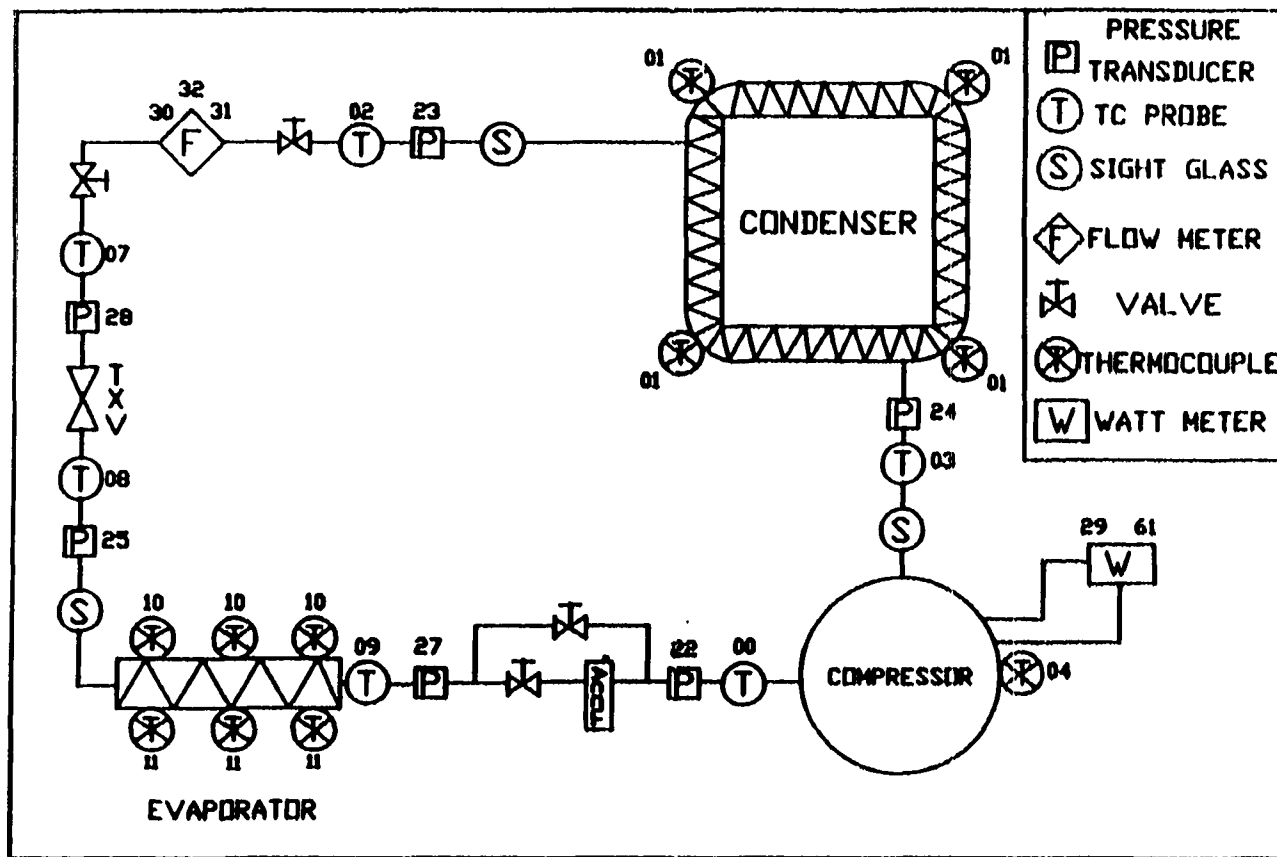 PRESSURE
P TRANSDUCER
T TC PROBE
S SIGHT GLASS
F FLOW METER
VALVE
T THERMOCOUPLE
W WATT METER
01 T
T 01
32
30 31
F
02
T
23
P
S
CONDENSER
T 07
P 28
TXV
01 T
T 01
P 24
T 03
S
T 08
P 25
S
29 61
W
10 10 10
T T T
09
T
27
P
22
P
00
T
COMPRESSOR
T 04
T T T
11 11 11
EVAPORATOR